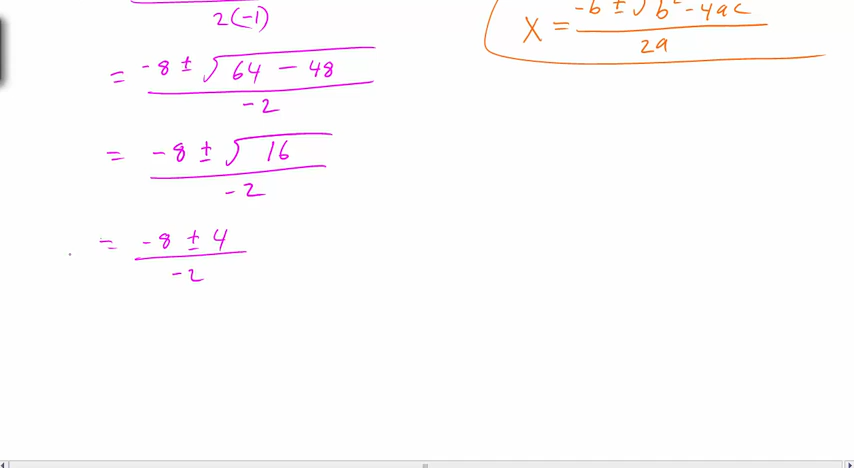 2(-1)
= -8 ± √64 - 48
-2
= -8 ± √16
-2
= -8 ± 4
-2
x = -b ± √b² - 4ac
2a